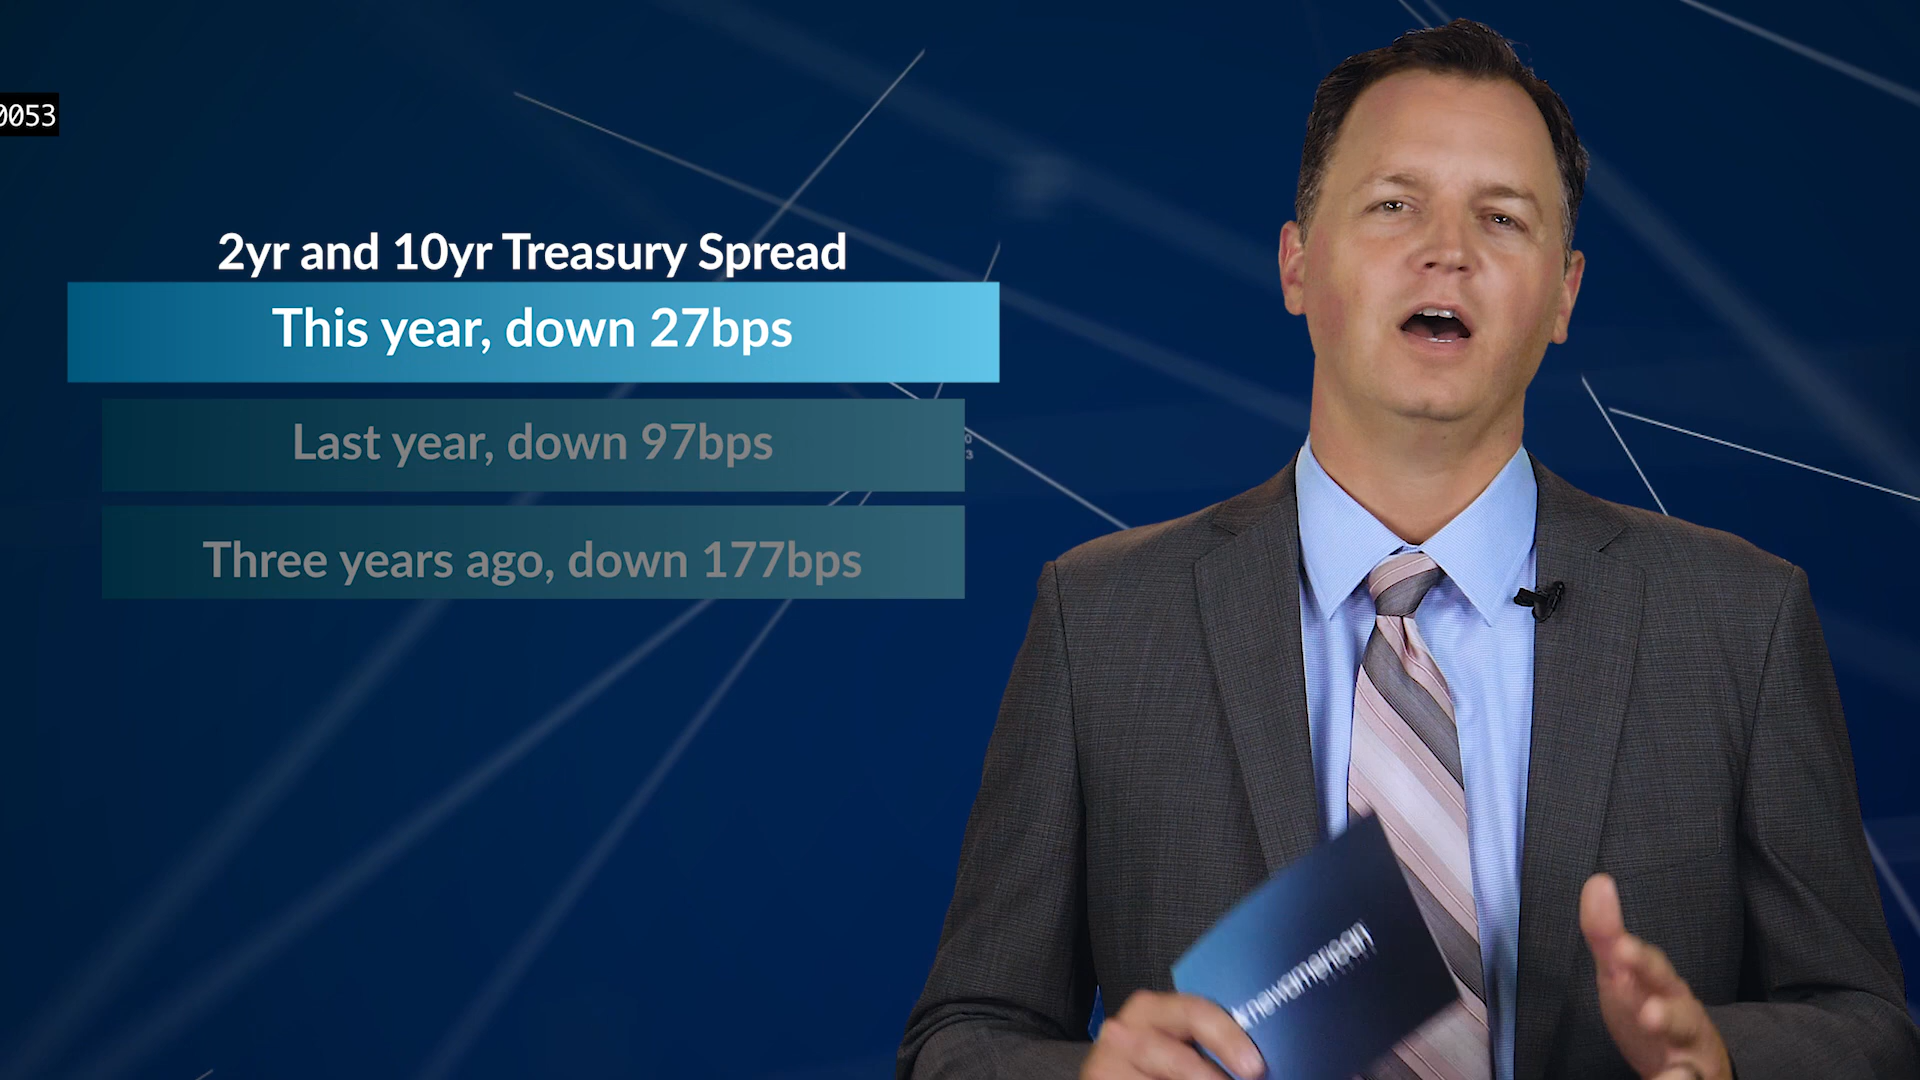 0053
2yr and 10yr Treasury Spread
This year, down 27bps
Last year, down 97bps
Three years ago, down 177bps
newamerican